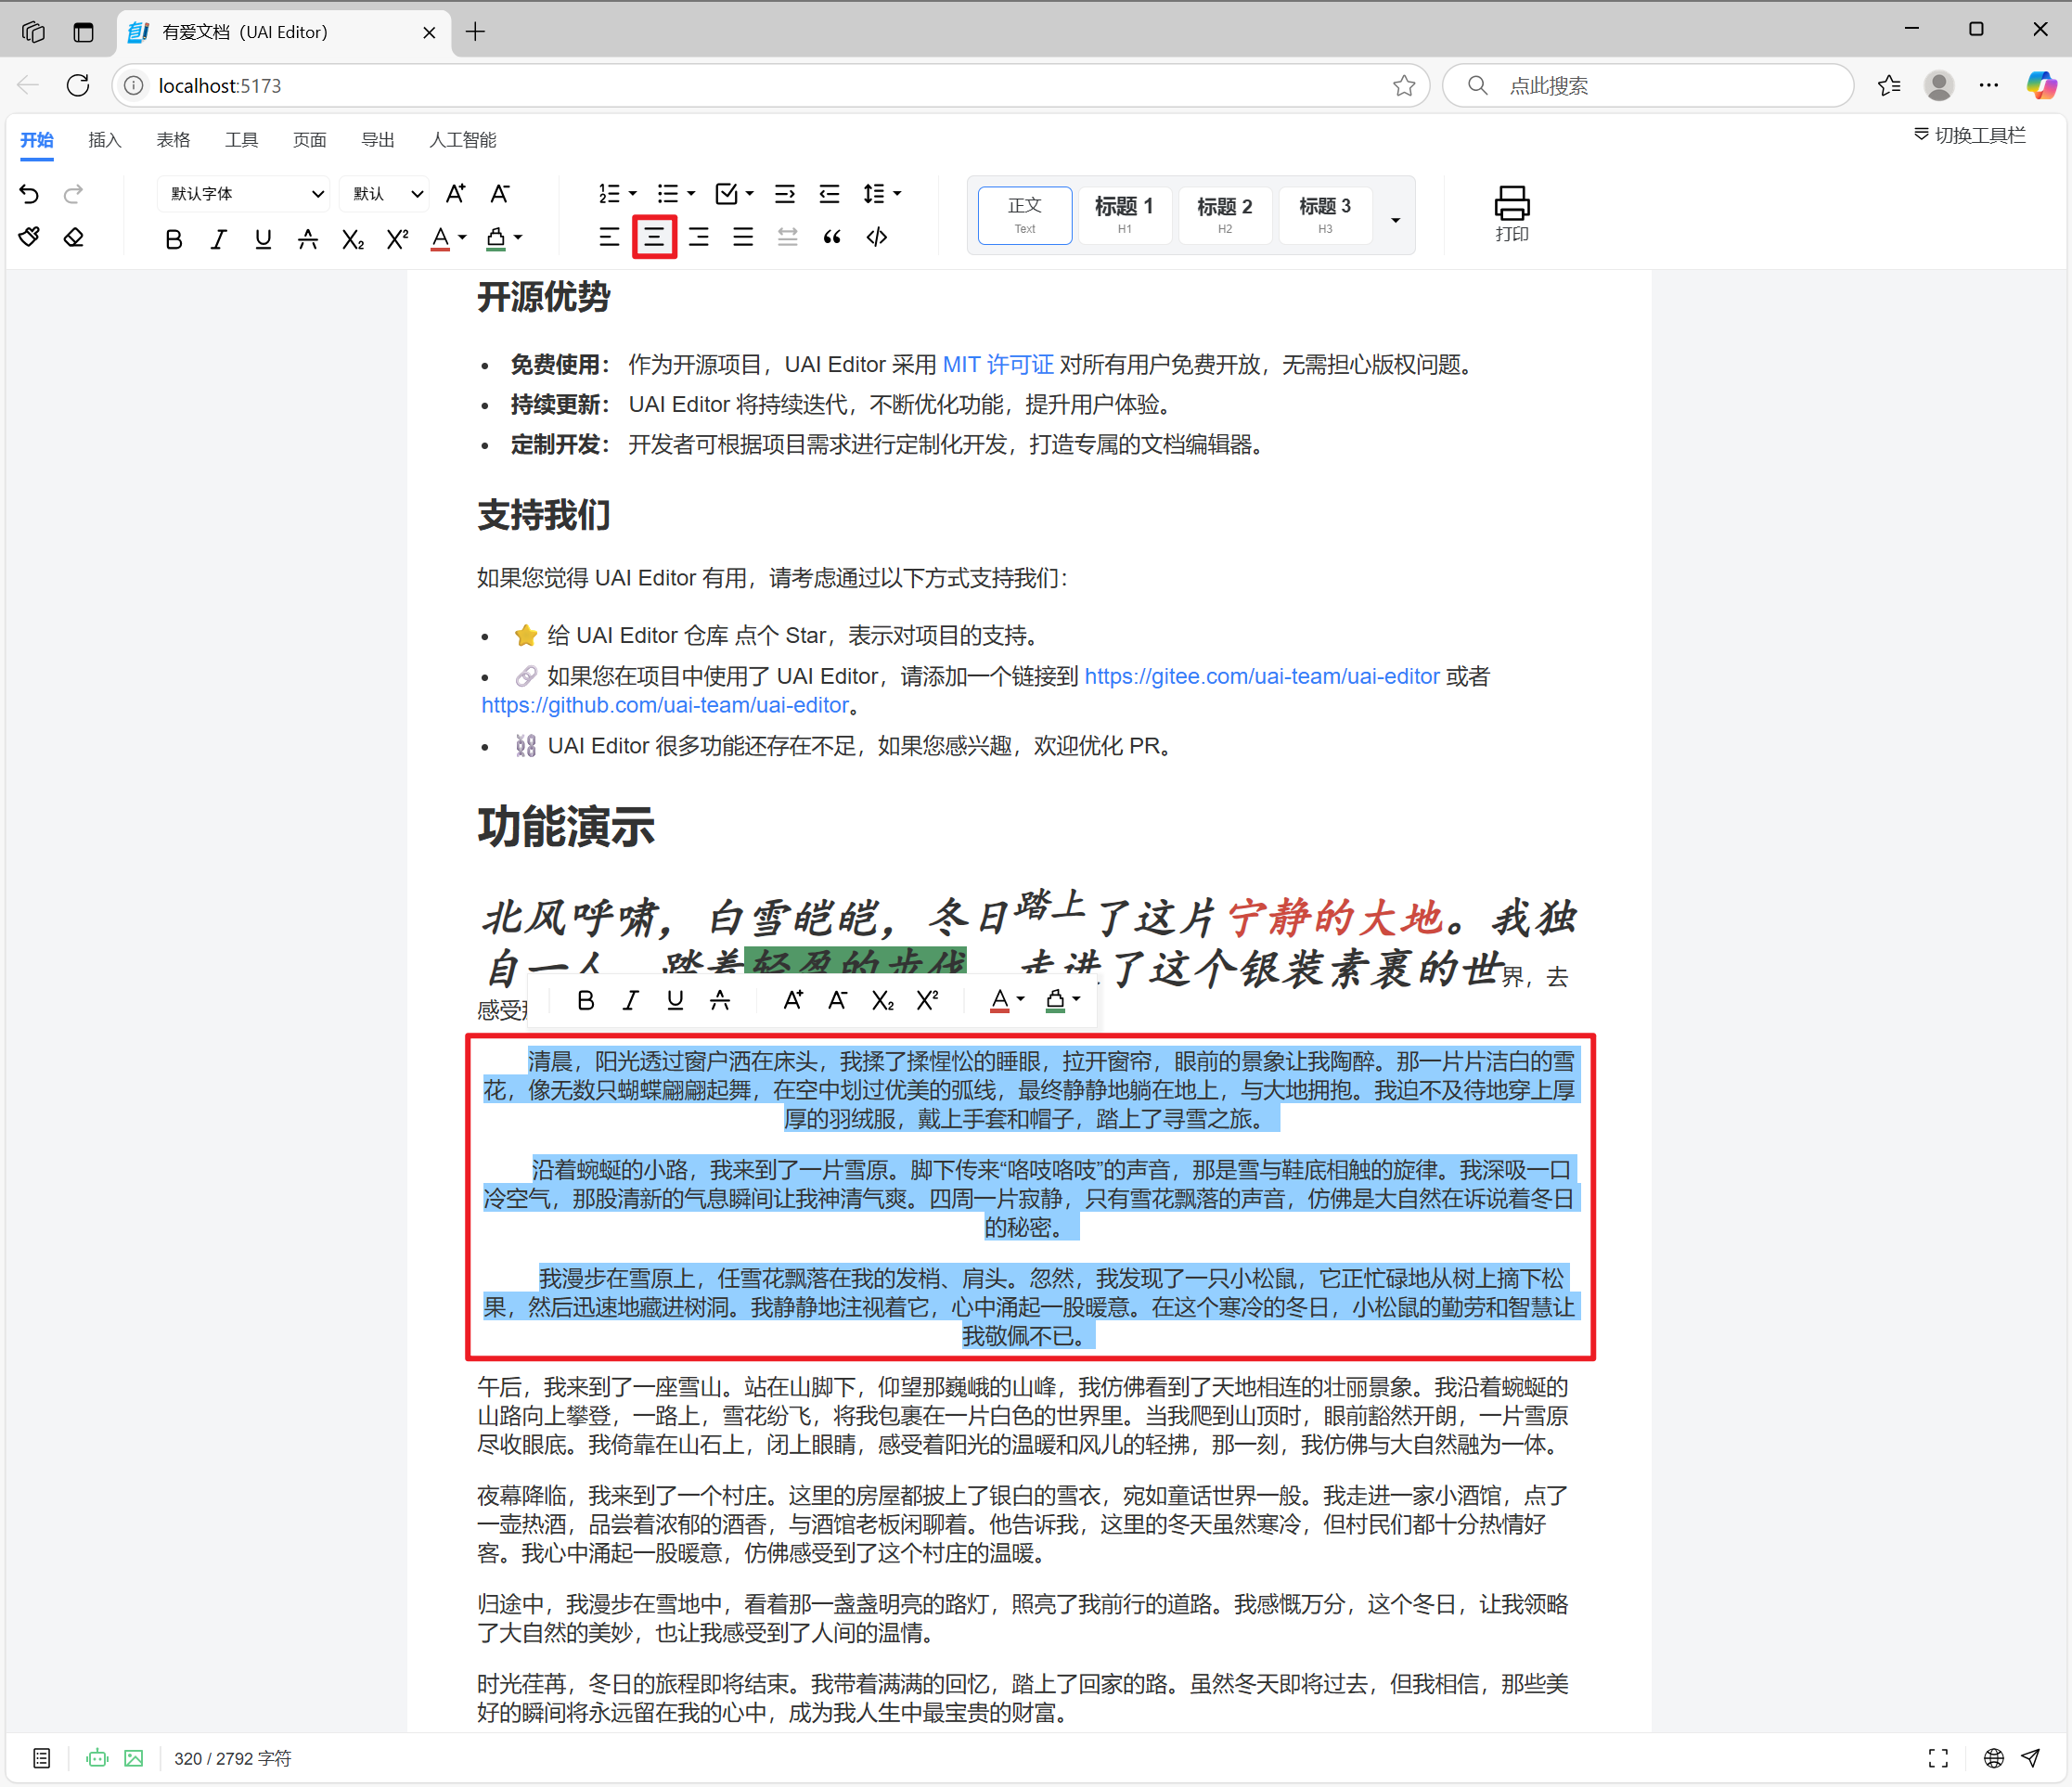 有爱文档（UAI Editor）
localhost:5173
点此搜索
开始 插入 表格 工具 页面 导出 人工智能
切换工具栏
默认字体 默认
正文
Text
标题 1
H1
标题 2
H2
标题 3
H3
打印
开源优势
• 免费使用： 作为开源项目，UAI Editor 采用 MIT 许可证 对所有用户免费开放，无需担心版权问题。
• 持续更新： UAI Editor 将持续迭代，不断优化功能，提升用户体验。
• 定制开发： 开发者可根据项目需求进行定制化开发，打造专属的文档编辑器。
支持我们
如果您觉得 UAI Editor 有用，请考虑通过以下方式支持我们：
• ⭐ 给 UAI Editor 仓库 点个 Star，表示对项目的支持。
• 🔗 如果您在项目中使用了 UAI Editor，请添加一个链接到 https://gitee.com/uai-team/uai-editor 或者
https://github.com/uai-team/uai-editor。
• ⛓ UAI Editor 很多功能还存在不足，如果您感兴趣，欢迎优化 PR。
功能演示
北风呼啸，白雪皑皑，冬日踏上了这片宁静的大地。我独
自一人，踏着轻盈的步伐，走进了这个银装素裹的世界，去
感受
清晨，阳光透过窗户洒在床头，我揉了揉惺忪的睡眼，拉开窗帘，眼前的景象让我陶醉。那一片片洁白的雪
花，像无数只蝴蝶翩翩起舞，在空中划过优美的弧线，最终静静地躺在地上，与大地拥抱。我迫不及待地穿上厚
厚的羽绒服，戴上手套和帽子，踏上了寻雪之旅。
沿着蜿蜒的小路，我来到了一片雪原。脚下传来“咯吱咯吱”的声音，那是雪与鞋底相触的旋律。我深吸一口
冷空气，那股清新的气息瞬间让我神清气爽。四周一片寂静，只有雪花飘落的声音，仿佛是大自然在诉说着冬日
的秘密。
我漫步在雪原上，任雪花飘落在我的发梢、肩头。忽然，我发现了一只小松鼠，它正忙碌地从树上摘下松
果，然后迅速地藏进树洞。我静静地注视着它，心中涌起一股暖意。在这个寒冷的冬日，小松鼠的勤劳和智慧让
我敬佩不已。
午后，我来到了一座雪山。站在山脚下，仰望那巍峨的山峰，我仿佛看到了天地相连的壮丽景象。我沿着蜿蜒的
山路向上攀登，一路上，雪花纷飞，将我包裹在一片白色的世界里。当我爬到山顶时，眼前豁然开朗，一片雪原
尽收眼底。我倚靠在山石上，闭上眼睛，感受着阳光的温暖和风儿的轻拂，那一刻，我仿佛与大自然融为一体。
夜幕降临，我来到了一个村庄。这里的房屋都披上了银白的雪衣，宛如童话世界一般。我走进一家小酒馆，点了
一壶热酒，品尝着浓郁的酒香，与酒馆老板闲聊着。他告诉我，这里的冬天虽然寒冷，但村民们都十分热情好
客。我心中涌起一股暖意，仿佛感受到了这个村庄的温暖。
归途中，我漫步在雪地中，看着那一盏盏明亮的路灯，照亮了我前行的道路。我感慨万分，这个冬日，让我领略
了大自然的美妙，也让我感受到了人间的温情。
时光荏苒，冬日的旅程即将结束。我带着满满的回忆，踏上了回家的路。虽然冬天即将过去，但我相信，那些美
好的瞬间将永远留在我的心中，成为我人生中最宝贵的财富。
320 / 2792 字符